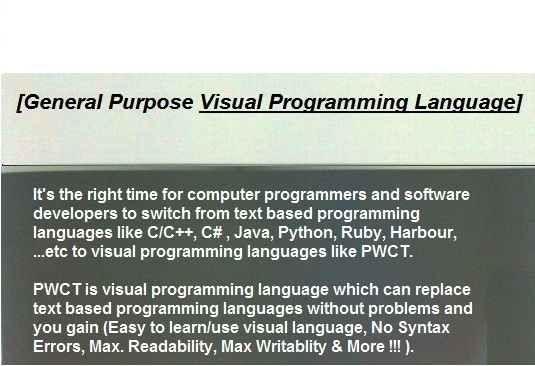 [General Purpose Visual Programming Language]
It's the right time for computer programmers and software
developers to switch from text based programming
languages like C/C++, C# , Java, Python, Ruby, Harbour,
...etc to visual programming languages like PWCT.
PWCT is visual programming language which can replace
text based programming languages without problems and
you gain (Easy to learn/use visual language, No Syntax
Errors, Max. Readability, Max Writablity & More !!! ).